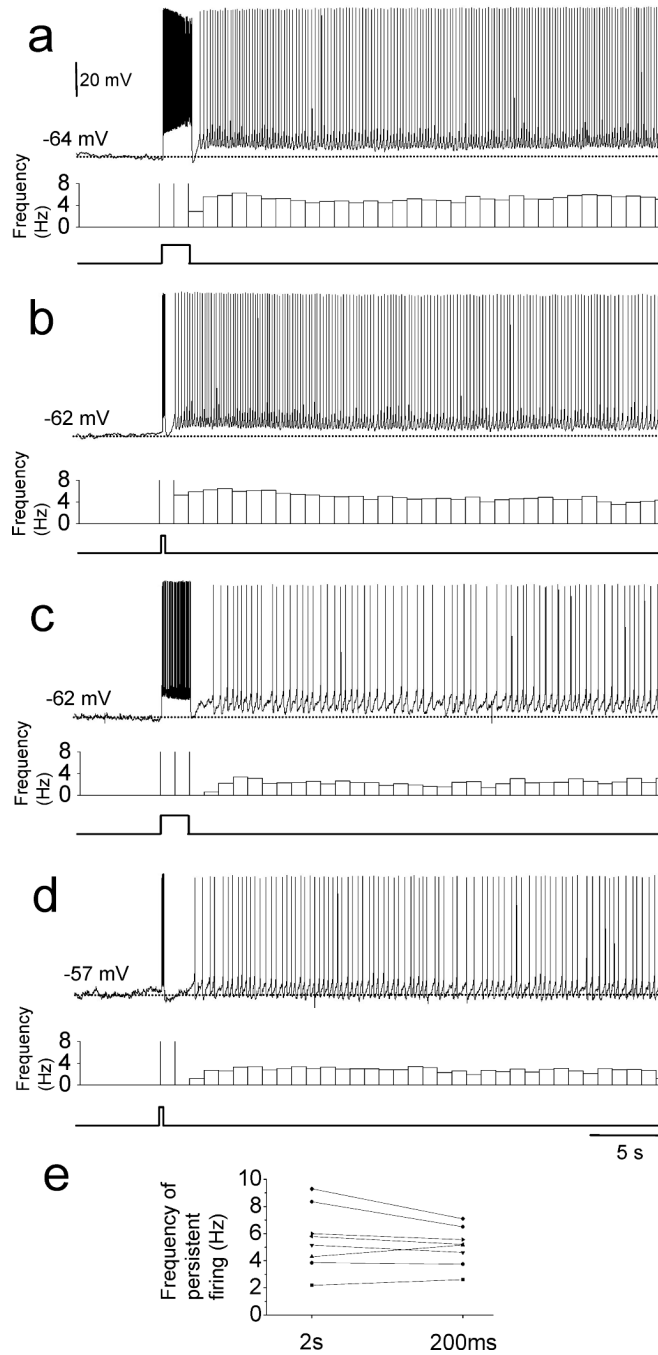 a
20 mV
-64 mV
Frequency
(Hz)
8
4
0
b
-62 mV
Frequency
(Hz)
8
4
0
c
-62 mV
Frequency
(Hz)
8
4
0
d
-57 mV
Frequency
(Hz)
8
4
0
5 s
e
Frequency of
persistent
firing (Hz)
10
8
6
4
2
0
2s 200ms